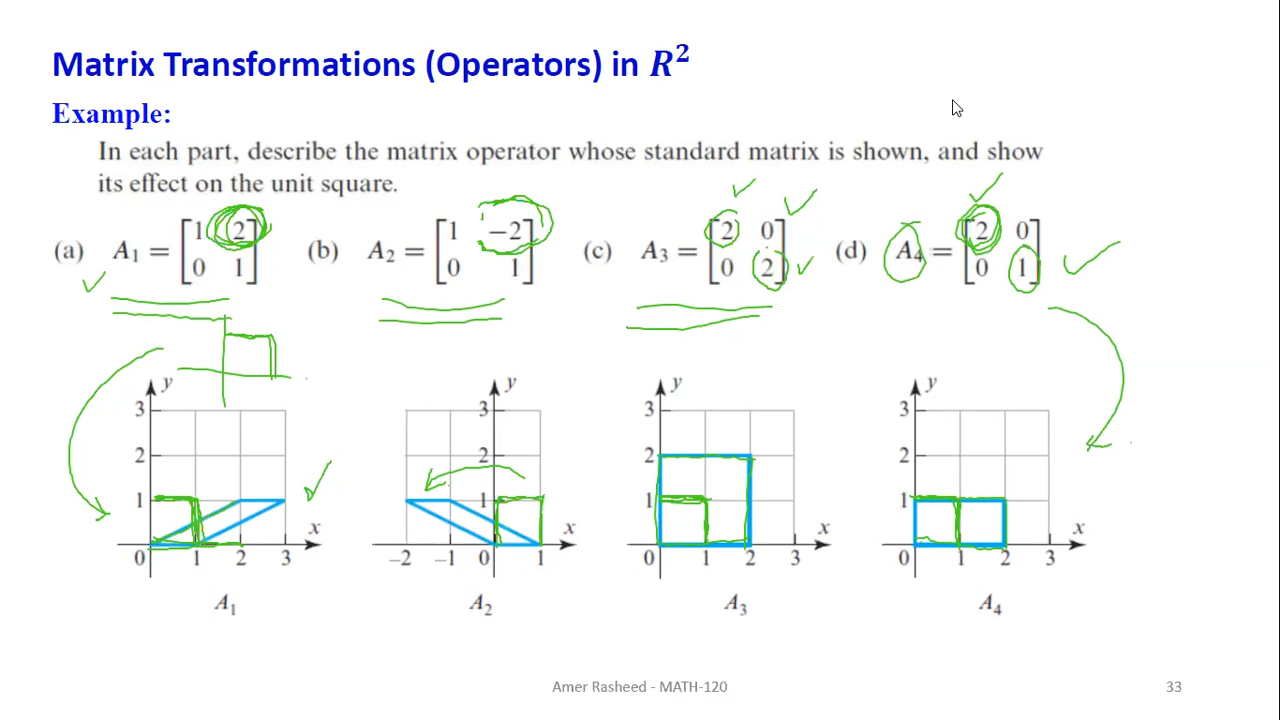 Matrix Transformations (Operators) in R²
Example:
In each part, describe the matrix operator whose standard matrix is shown, and show
its effect on the unit square.
(a) A₁ = [1 2; 0 1] (b) A₂ = [1 −2; 0 1] (c) A₃ = [2 0; 0 2] (d) A₄ = [2 0; 0 1]
y y y y
3 3 3 3
2 2 2 2
1 1 1 1
x x x x
0 1 2 3 −2 −1 0 1 0 1 2 3 0 1 2 3
A₁ A₂ A₃ A₄
Amer Rasheed - MATH-120 33